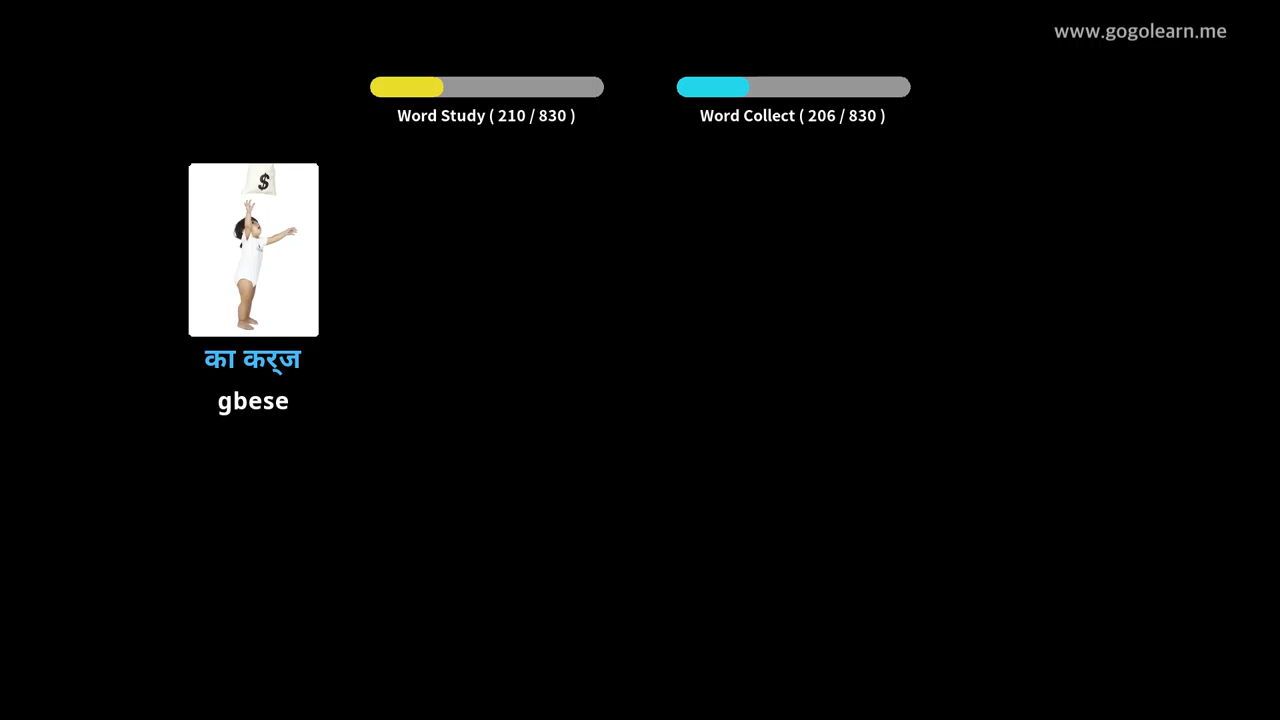 www.gogolearn.me
Word Study ( 210 / 830 )
Word Collect ( 206 / 830 )
$
का कर्‌ज
gbese